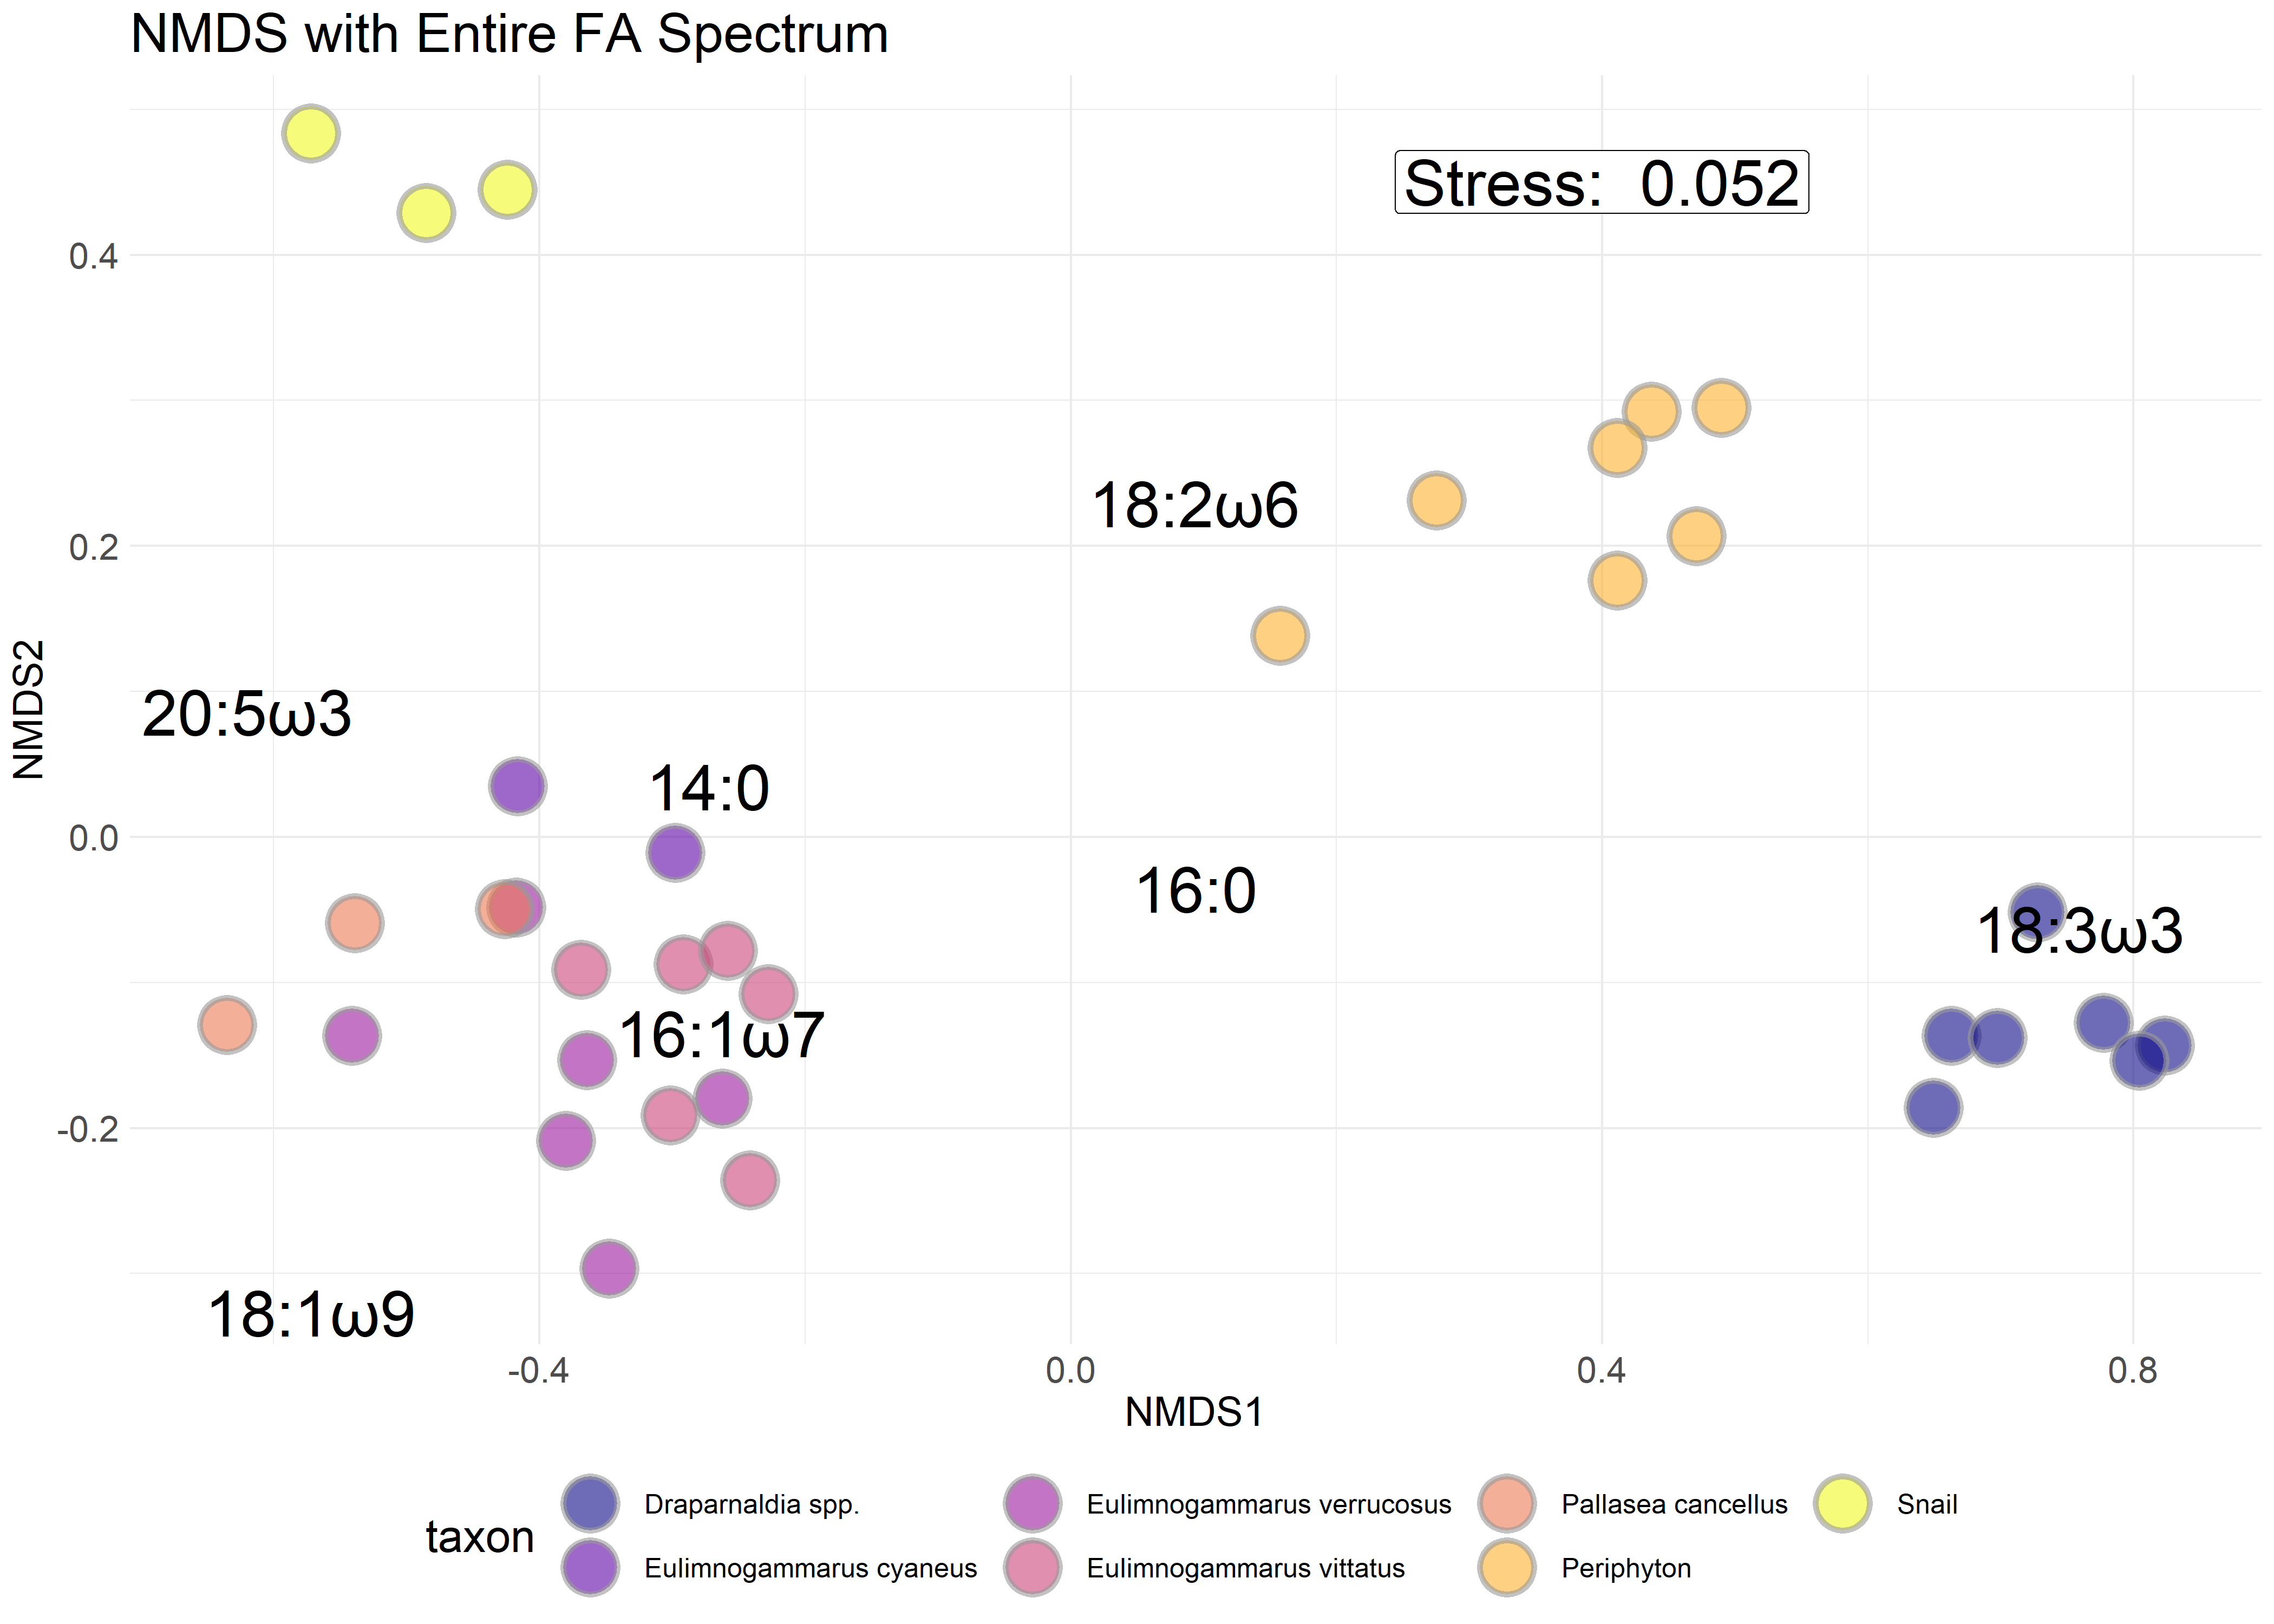 NMDS with Entire FA Spectrum
Stress:  0.052
0.4
18:2ω6
0.2
NMDS2
20:5ω3
14:0
0.0
16:0
18:3ω3
16:1ω7
-0.2
18:1ω9
-0.4 0.0 0.4 0.8
NMDS1
taxon
Draparnaldia spp. Eulimnogammarus verrucosus Pallasea cancellus Snail
Eulimnogammarus cyaneus Eulimnogammarus vittatus Periphyton